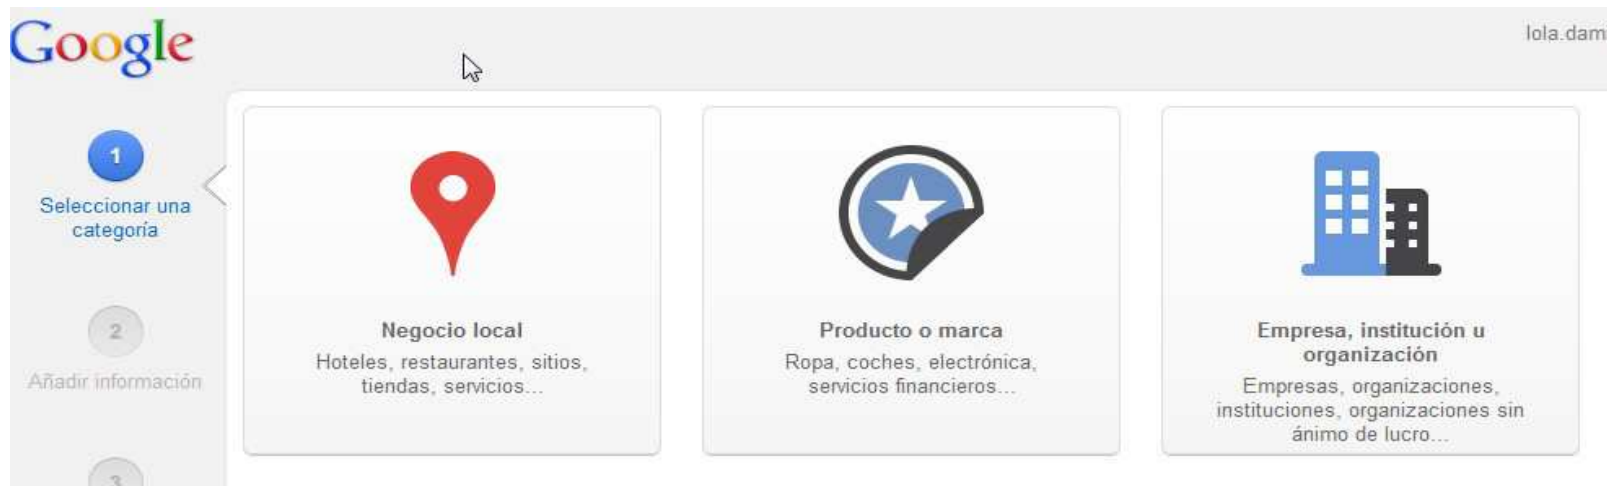 Google
lola.dam
1
Seleccionar una
categoría
2
Añadir información
3
Negocio local
Hoteles, restaurantes, sitios,
tiendas, servicios...
Producto o marca
Ropa, coches, electrónica,
servicios financieros...
Empresa, institución u
organización
Empresas, organizaciones,
instituciones, organizaciones sin
ánimo de lucro...